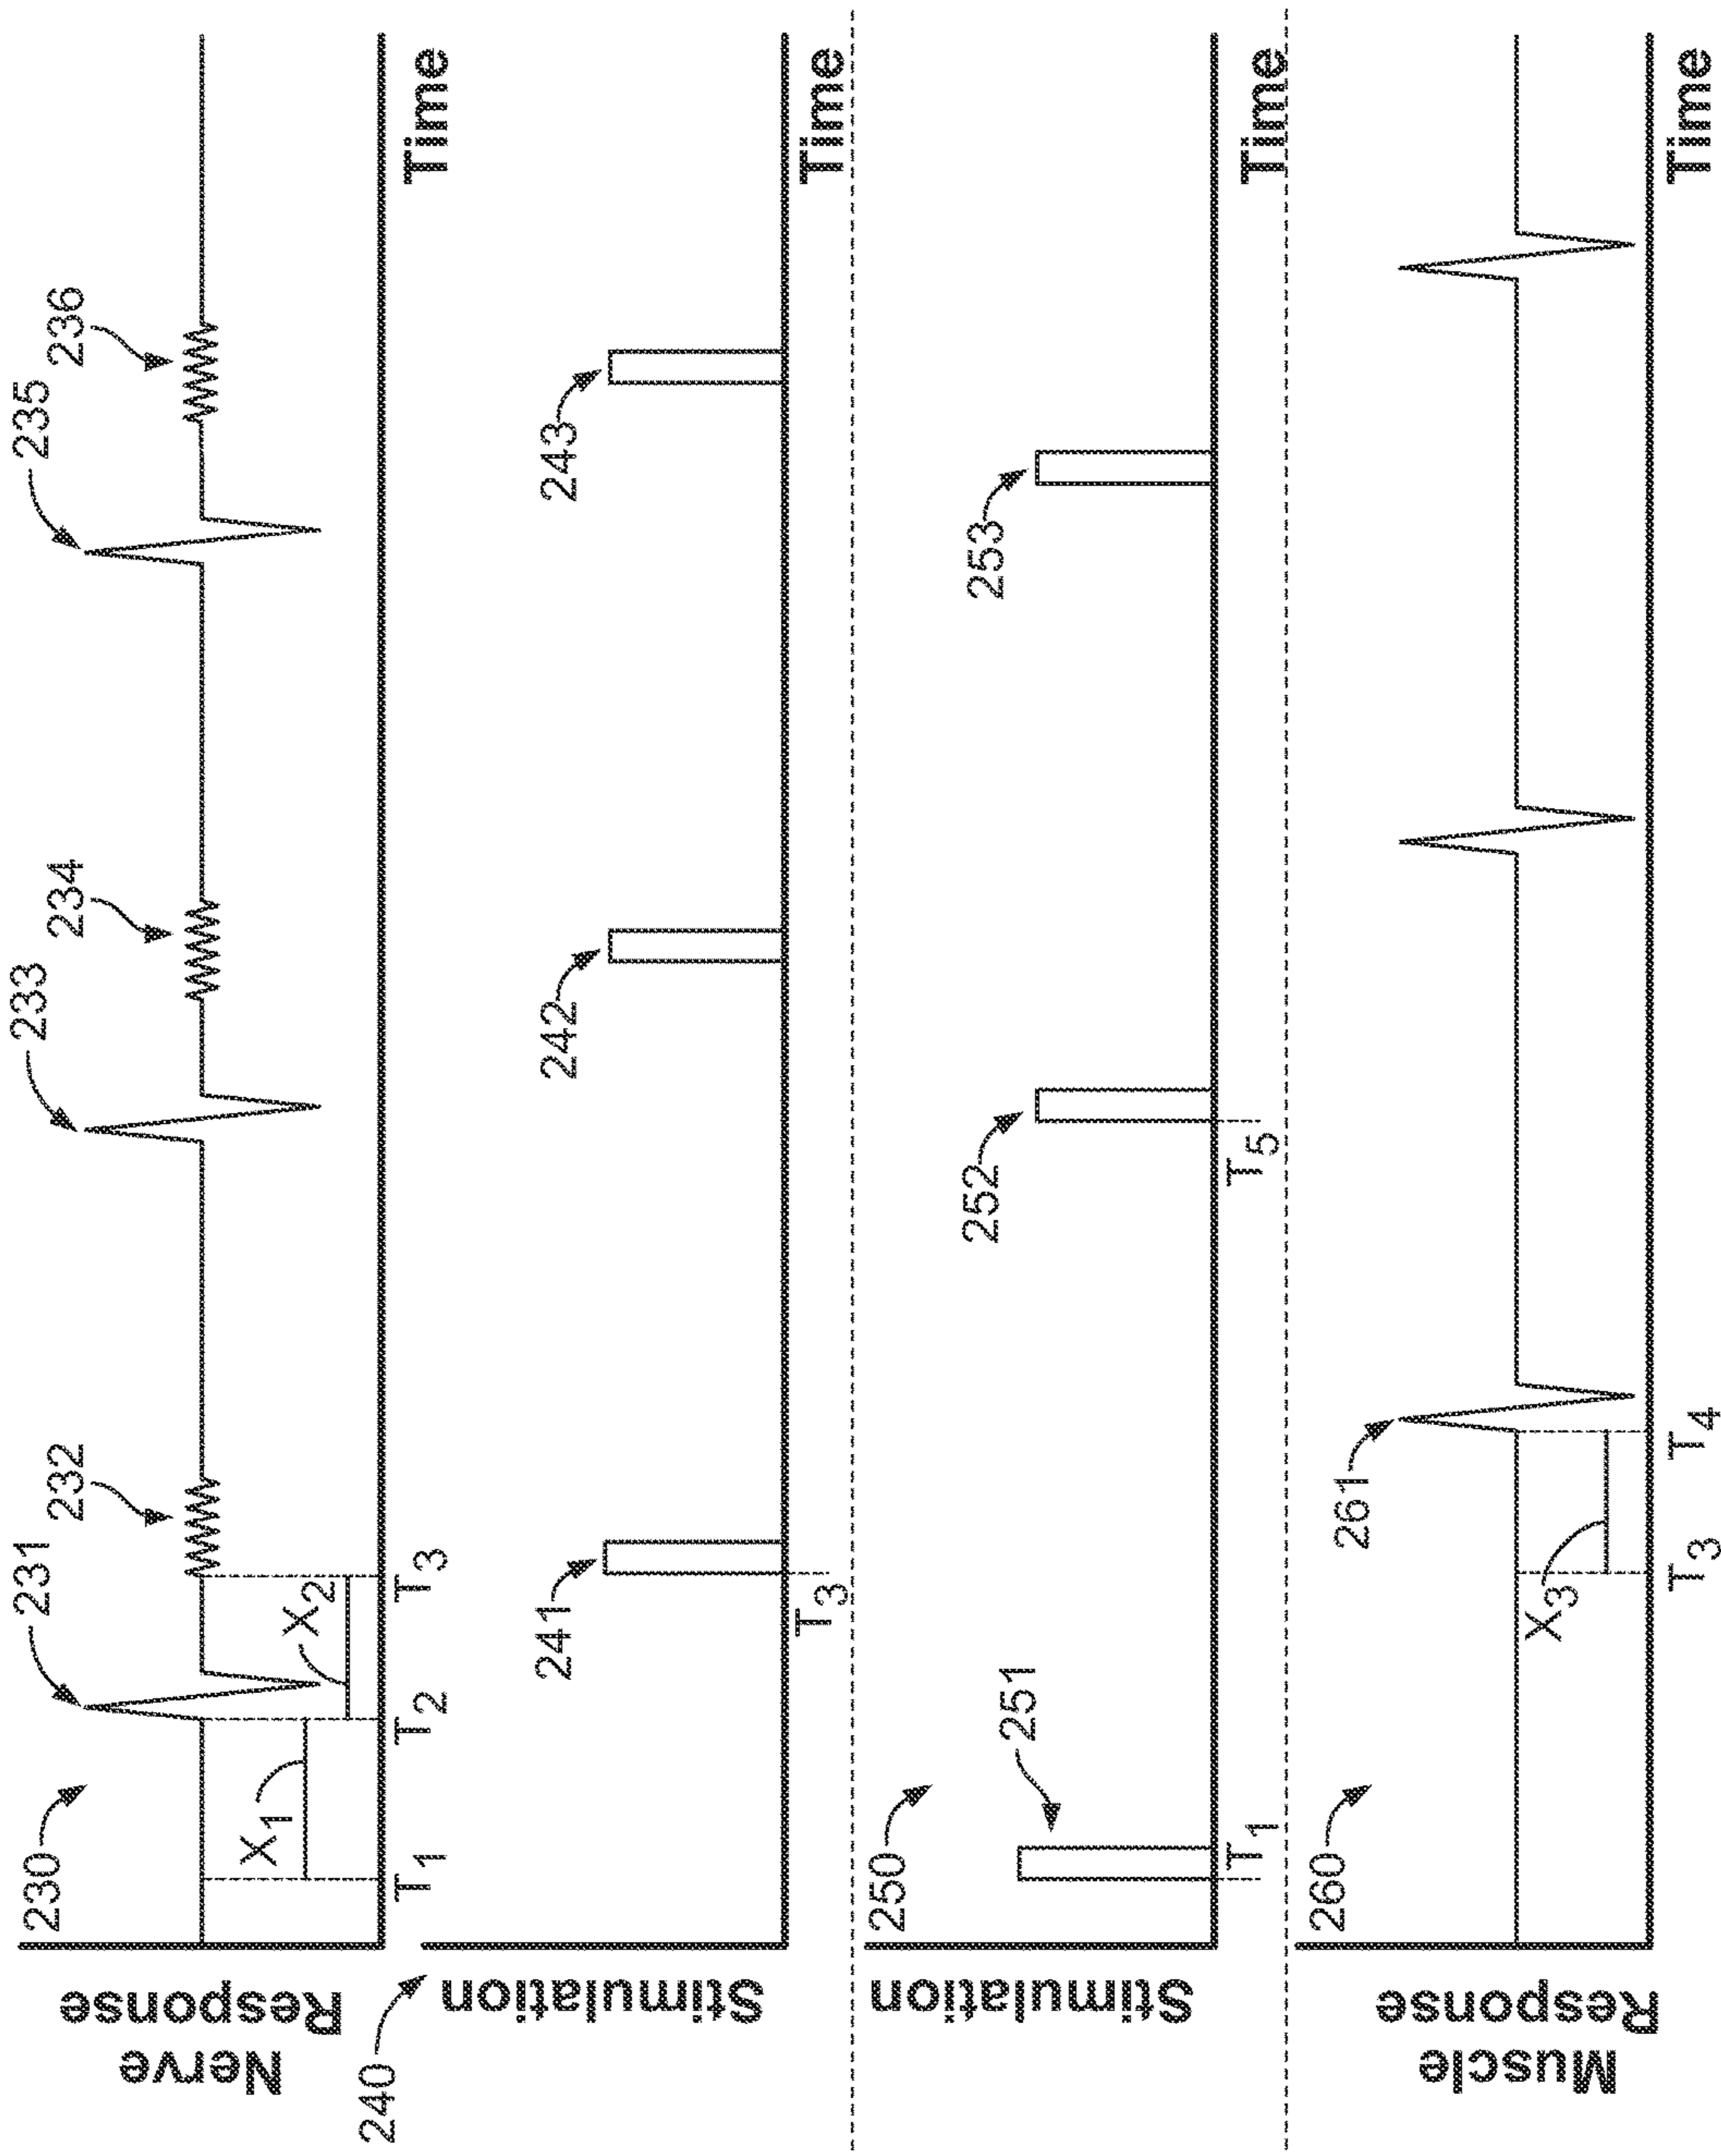 230
231
232
233
234
235
236
Nerve
Response
X1
X2
T1
T2
T3
Time
240
Stimulation
241
242
243
T3
Time
250
Stimulation
251
252
253
T1
T5
Time
260
Muscle
Response
261
X3
T3
T4
Time